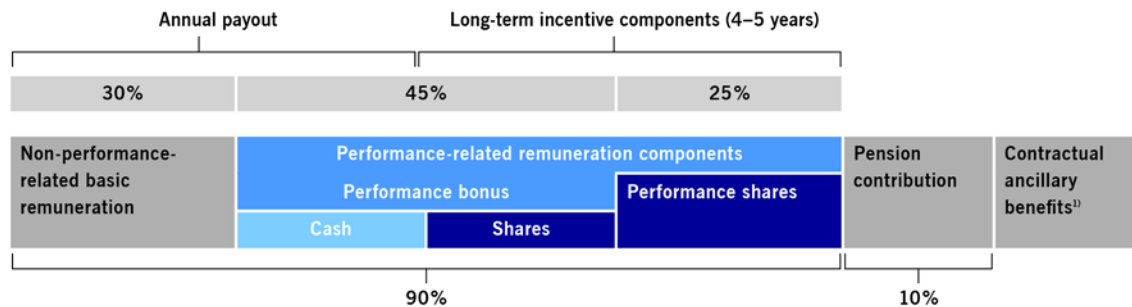 Annual payout
Long-term incentive components (4–5 years)
30%
45%
25%
Non-performance-
related basic
remuneration
Performance-related remuneration components
Performance bonus
Cash
Shares
Performance shares
Pension
contribution
Contractual
ancillary
benefits¹⁾
90%
10%